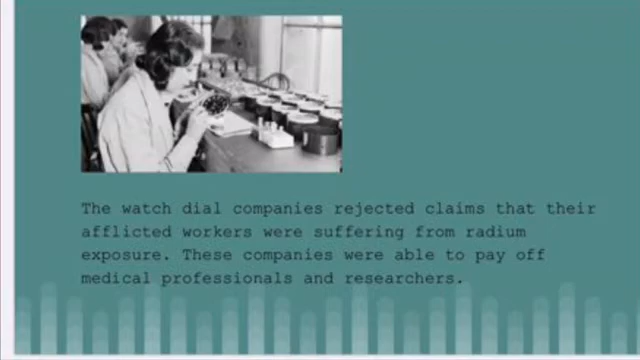 The watch dial companies rejected claims that their
afflicted workers were suffering from radium
exposure. These companies were able to pay off
medical professionals and researchers.